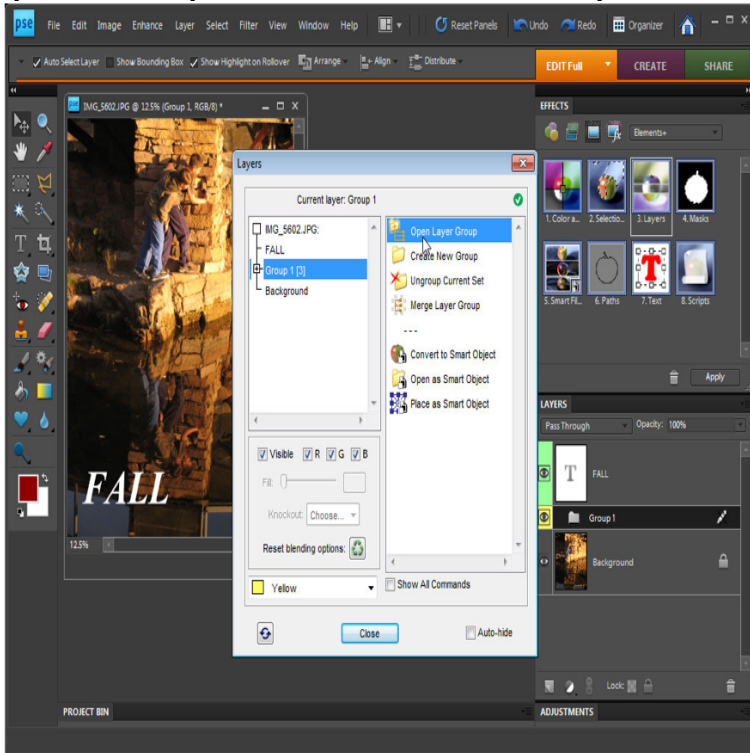 pse File Edit Image Enhance Layer Select Filter View Window Help Reset Panels Undo Redo Organizer
Auto Select Layer Show Bounding Box Show Highlight on Rollover Arrange Align Distribute
EDIT Full CREATE SHARE
IMG_5602.JPG @ 12.5% (Group 1, RGB/8) *
FALL
12.5%
PROJECT BIN
Layers
Current layer: Group 1
IMG_5602.JPG:
FALL
Group 1 [3]
Background
Open Layer Group
Create New Group
Ungroup Current Set
Merge Layer Group
---
Convert to Smart Object
Open as Smart Object
Place as Smart Object
Visible R G B
Fill:
Knockout: Choose...
Reset blending options:
Yellow
Show All Commands
Close
Auto-hide
EFFECTS
Elements+
1. Color a... 2. Selectio... 3. Layers 4. Masks
5. Smart Fil... 6. Paths 7. Text 8. Scripts
Apply
LAYERS
Pass Through Opacity: 100%
T FALL
Group 1
Background
Lock:
ADJUSTMENTS